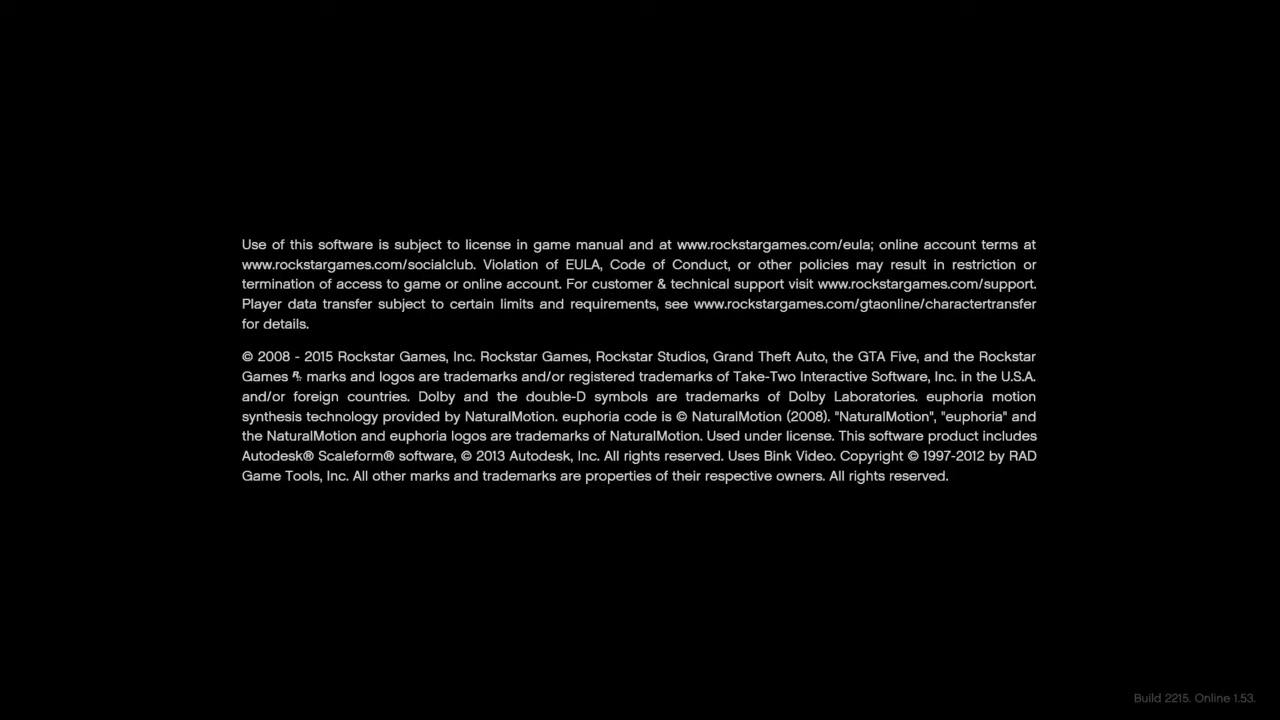 Use of this software is subject to license in game manual and at www.rockstargames.com/eula; online account terms at
www.rockstargames.com/socialclub. Violation of EULA, Code of Conduct, or other policies may result in restriction or
termination of access to game or online account. For customer & technical support visit www.rockstargames.com/support.
Player data transfer subject to certain limits and requirements, see www.rockstargames.com/gtaonline/charactertransfer
for details.
© 2008 - 2015 Rockstar Games, Inc. Rockstar Games, Rockstar Studios, Grand Theft Auto, the GTA Five, and the Rockstar
Games R* marks and logos are trademarks and/or registered trademarks of Take-Two Interactive Software, Inc. in the U.S.A.
and/or foreign countries. Dolby and the double-D symbols are trademarks of Dolby Laboratories. euphoria motion
synthesis technology provided by NaturalMotion. euphoria code is © NaturalMotion (2008). "NaturalMotion", "euphoria" and
the NaturalMotion and euphoria logos are trademarks of NaturalMotion. Used under license. This software product includes
Autodesk® Scaleform® software, © 2013 Autodesk, Inc. All rights reserved. Uses Bink Video. Copyright © 1997-2012 by RAD
Game Tools, Inc. All other marks and trademarks are properties of their respective owners. All rights reserved.
Build 2215. Online 1.53.